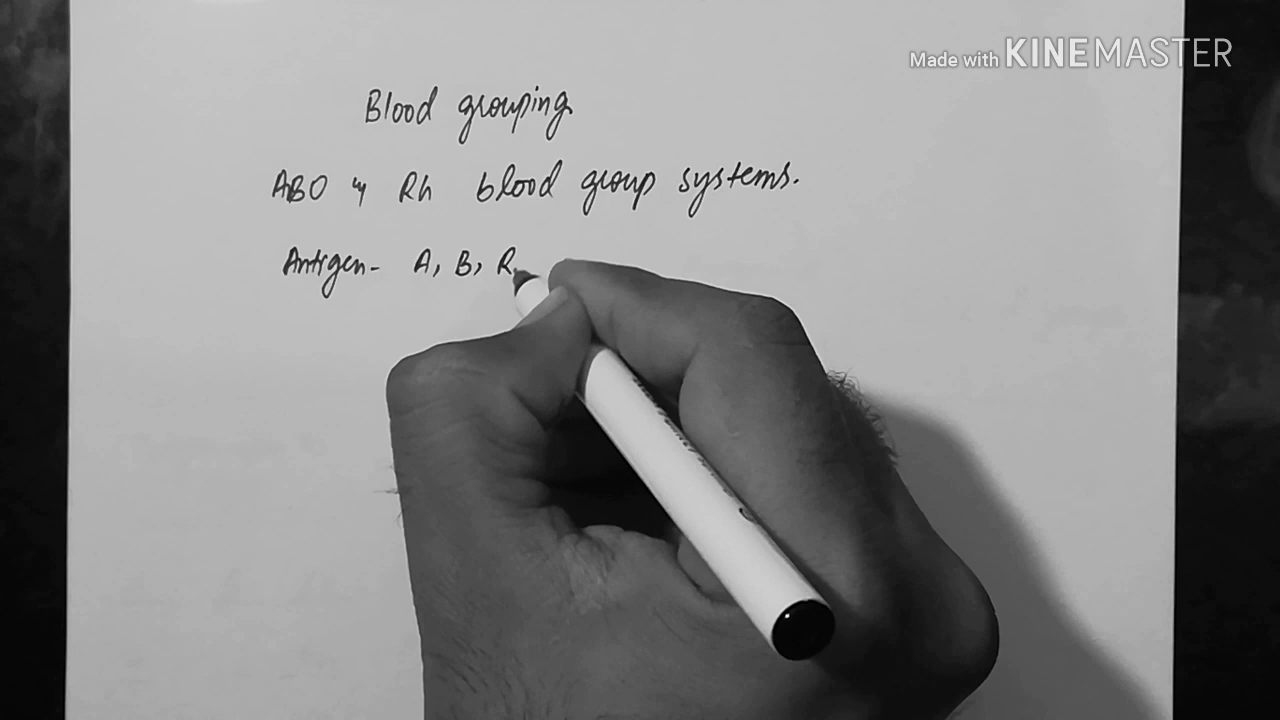 Made with KINEMASTER
Blood grouping
ABO & Rh blood group systems.
Antigen- A, B, R